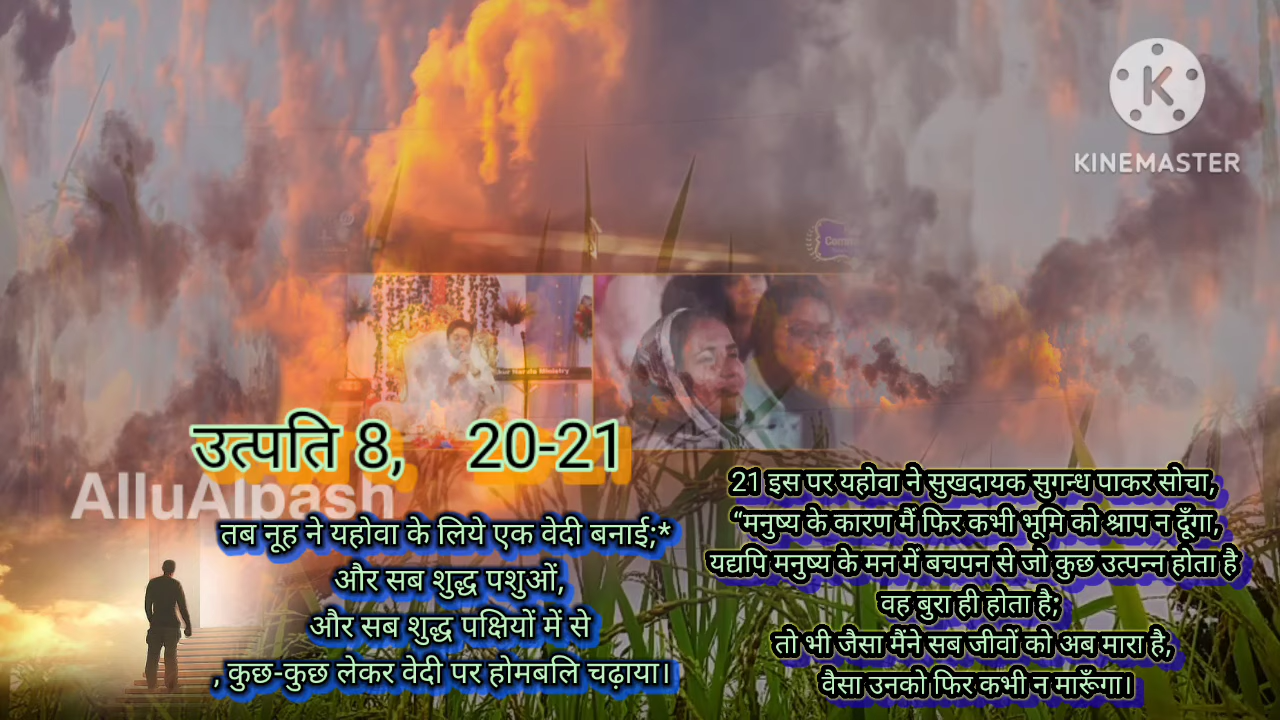 KINEMASTER
उत्पति 8, 20-21
AlluAlpash
तब नूह ने यहोवा के लिये एक वेदी बनाई;*
और सब शुद्ध पशुओं,
और सब शुद्ध पक्षियों में से
, कुछ-कुछ लेकर वेदी पर होमबलि चढ़ाया।
21 इस पर यहोवा ने सुखदायक सुगन्ध पाकर सोचा,
“मनुष्य के कारण मैं फिर कभी भूमि को श्राप न दूँगा,
यद्यपि मनुष्य के मन में बचपन से जो कुछ उत्पन्न होता है
वह बुरा ही होता है;
तो भी जैसा मैंने सब जीवों को अब मारा है,
वैसा उनको फिर कभी न मारूँगा।